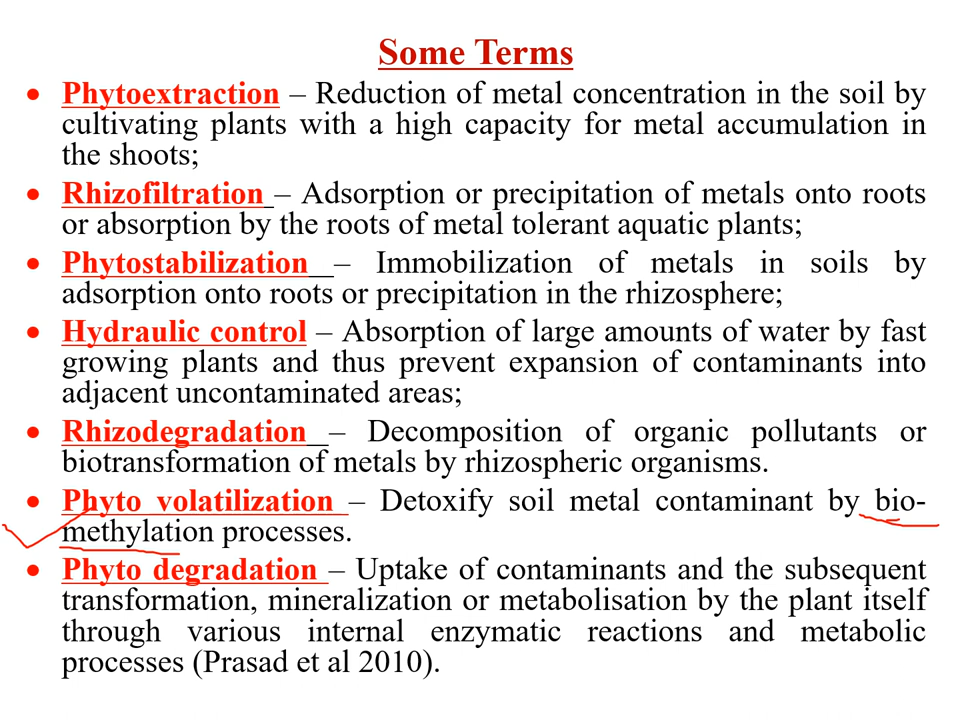 Some Terms
• Phytoextraction – Reduction of metal concentration in the soil by
cultivating plants with a high capacity for metal accumulation in
the shoots;
• Rhizofiltration – Adsorption or precipitation of metals onto roots
or absorption by the roots of metal tolerant aquatic plants;
• Phytostabilization – Immobilization of metals in soils by
adsorption onto roots or precipitation in the rhizosphere;
• Hydraulic control – Absorption of large amounts of water by fast
growing plants and thus prevent expansion of contaminants into
adjacent uncontaminated areas;
• Rhizodegradation – Decomposition of organic pollutants or
biotransformation of metals by rhizospheric organisms.
• Phyto volatilization – Detoxify soil metal contaminant by bio-
methylation processes.
• Phyto degradation – Uptake of contaminants and the subsequent
transformation, mineralization or metabolisation by the plant itself
through various internal enzymatic reactions and metabolic
processes (Prasad et al 2010).